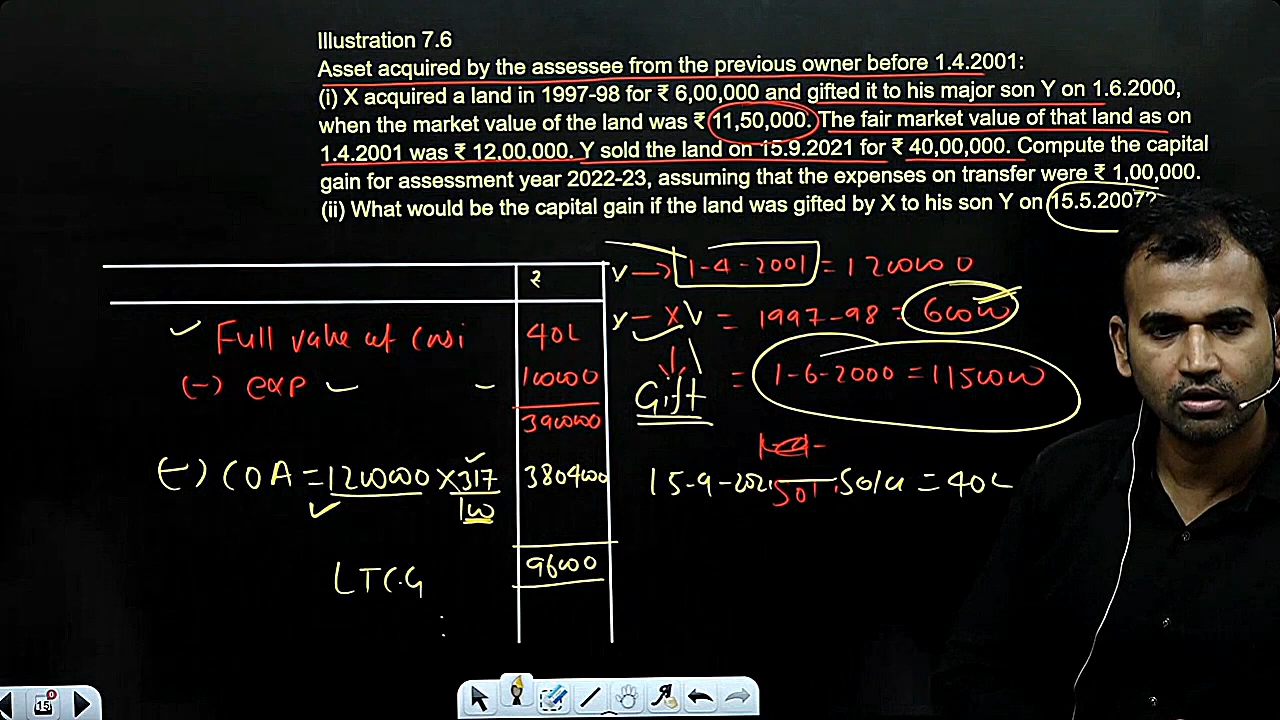 Illustration 7.6
Asset acquired by the assessee from the previous owner before 1.4.2001:
(i) X acquired a land in 1997-98 for ₹ 6,00,000 and gifted it to his major son Y on 1.6.2000,
when the market value of the land was ₹ 11,50,000. The fair market value of that land as on
1.4.2001 was ₹ 12,00,000. Y sold the land on 15.9.2021 for ₹ 40,00,000. Compute the capital
gain for assessment year 2022-23, assuming that the expenses on transfer were ₹ 1,00,000.
(ii) What would be the capital gain if the land was gifted by X to his son Y on 15.5.2007?
₹
Full value of Consi 40L
(-) exp - 100000
3900000
(-) COA = 1200000 × 317/100 3804000
LTCG 96000
Y → 1-4-2001 = 1200000
Y - X = 1997-98 = 600000
Gift = 1-6-2000 = 1150000
15-9-2021 Sold = 40L
15
0